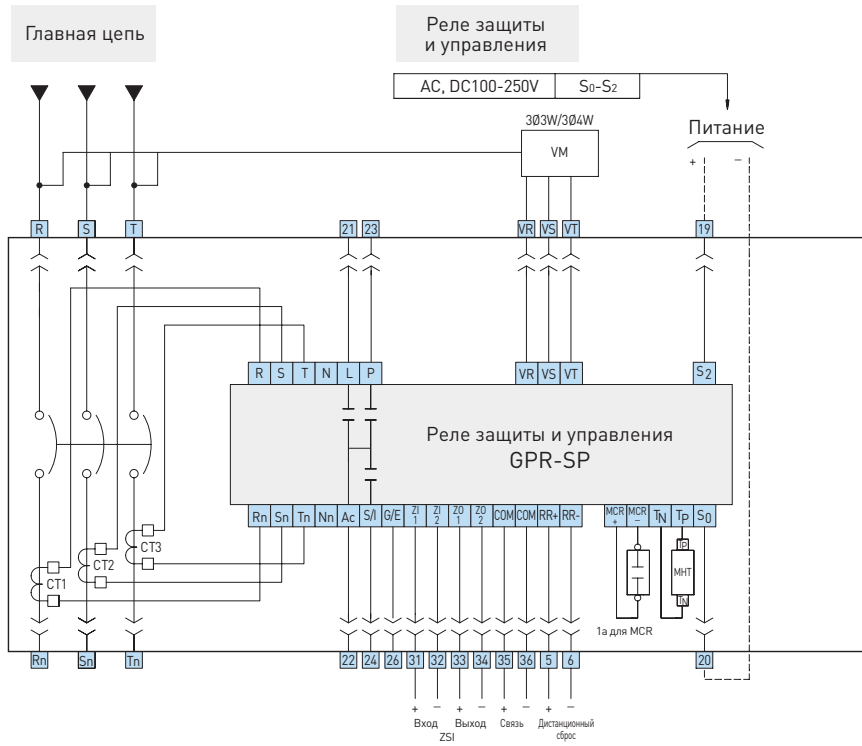 Главная цепь
Реле защиты
и управления
AC, DC100-250V S0-S2
3Ø3W/3Ø4W
VM
Питание
+ –
R S T 21 23 VR VS VT 19
R S T N L P VR VS VT S2
Реле защиты и управления
GPR-SP
Rn Sn Tn Nn Ac S/I G/E ZI 1 ZI 2 ZO 1 ZO 2 COM COM RR+ RR- MCR + MCR – TN TP S0
CT1 CT2 CT3
TP
МНТ
TN
1a для MCR
Rn Sn Tn 22 24 26 31 32 33 34 35 36 5 6 20
+ – + – + – + –
Вход Выход Связь Дистанционный
ZSI сброс